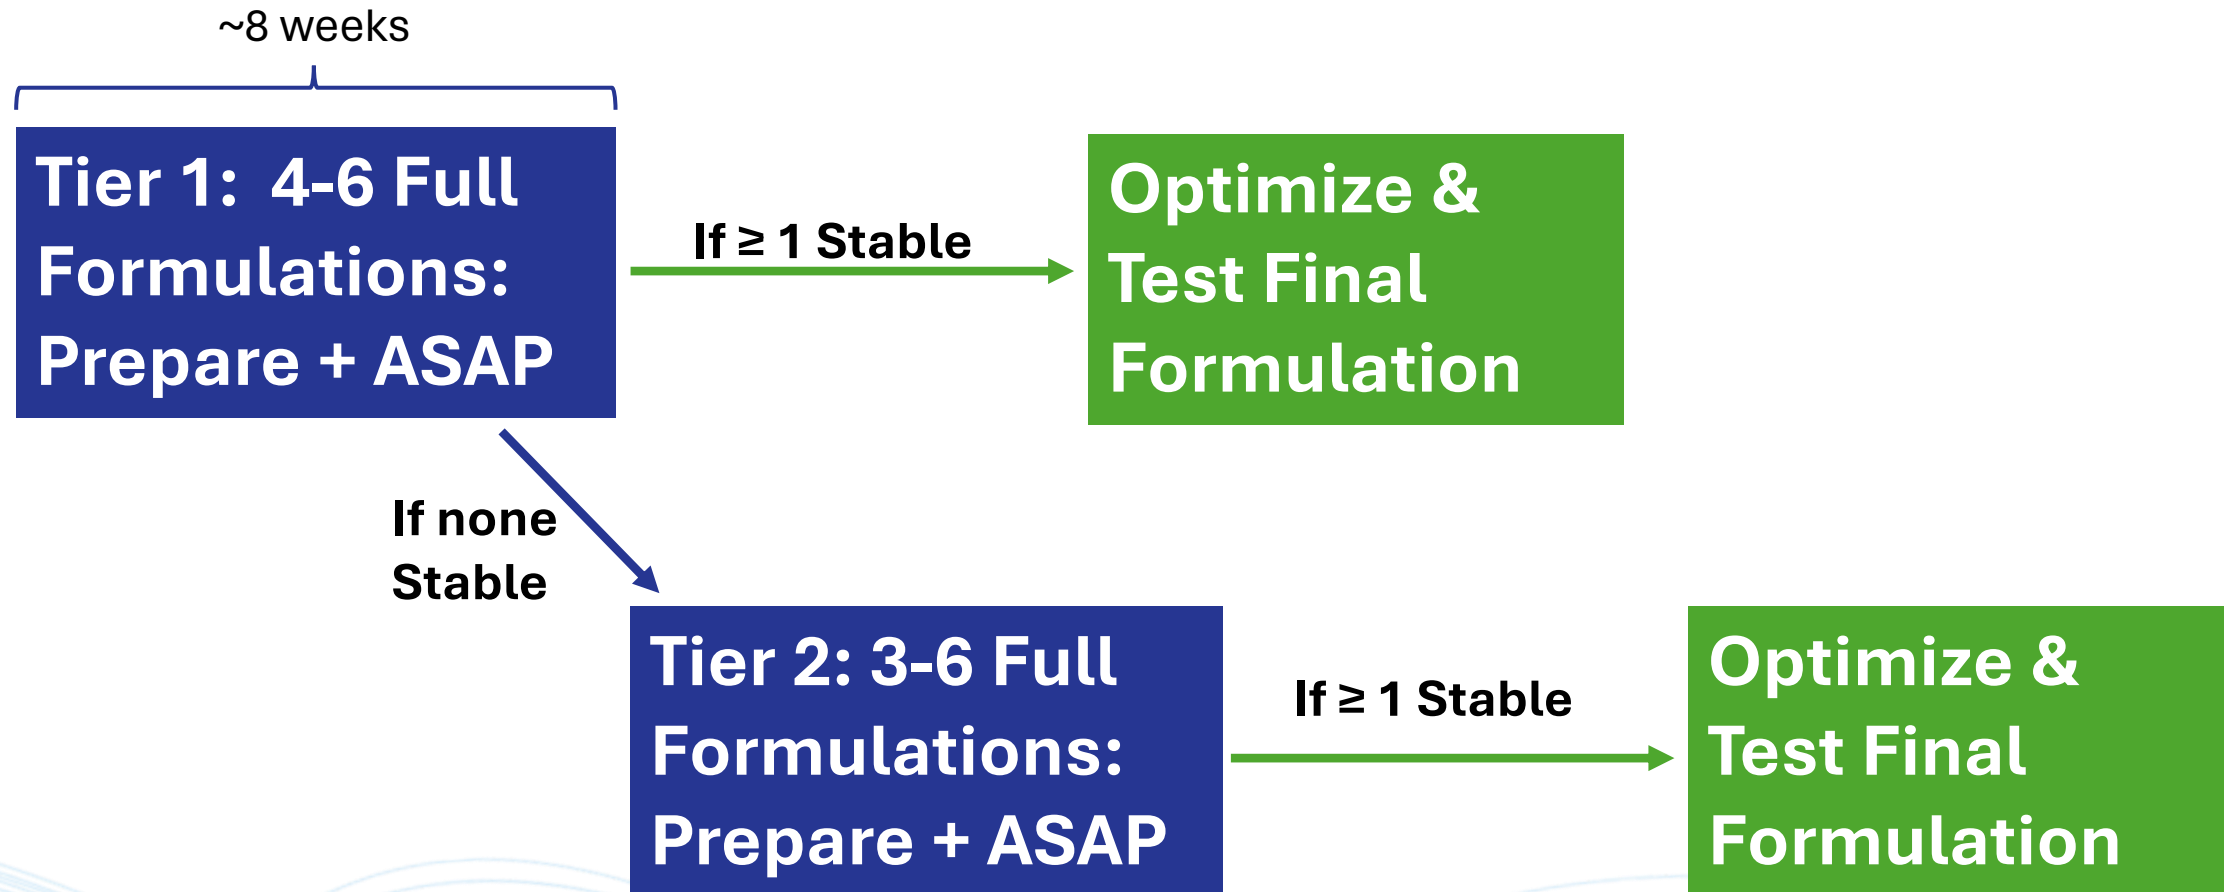 ~8 weeks
Tier 1:  4-6 Full
Formulations:
Prepare + ASAP
If ≥ 1 Stable
Optimize &
Test Final
Formulation
If none
Stable
Tier 2: 3-6 Full
Formulations:
Prepare + ASAP
If ≥ 1 Stable
Optimize &
Test Final
Formulation